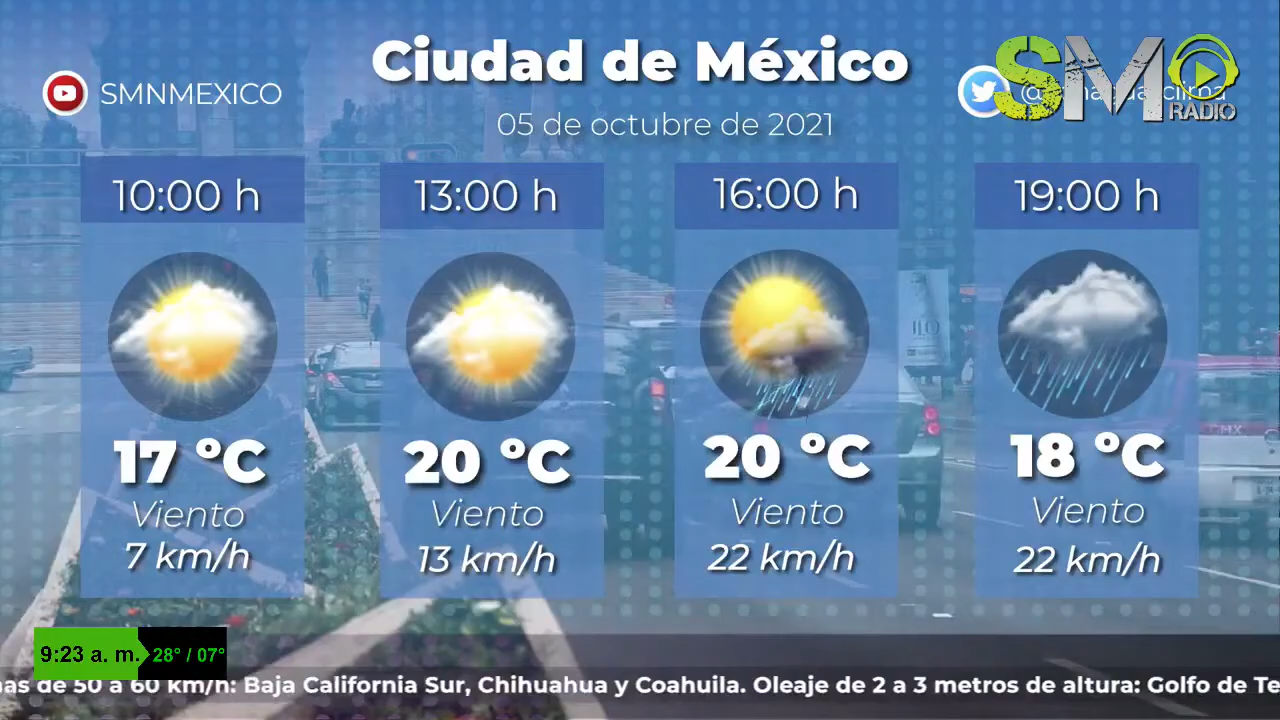 Ciudad de México
SMNMEXICO
05 de octubre de 2021
SM
RADIO
10:00 h
13:00 h
16:00 h
19:00 h
17 °C
20 °C
20 °C
18 °C
Viento
Viento
Viento
Viento
7 km/h
13 km/h
22 km/h
22 km/h
9:23 a. m.
28° / 07°
de 50 a 60 km/h: Baja California Sur, Chihuahua y Coahuila. Oleaje de 2 a 3 metros de altura: Golfo de Te